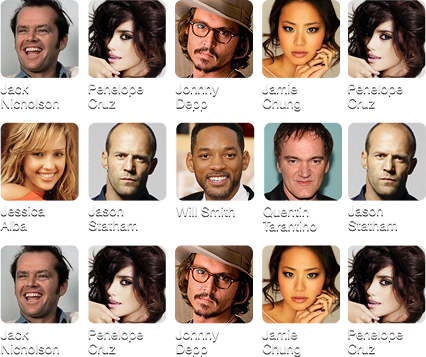 Jack
Nicholson
Penelope
Cruz
Johnny
Depp
Jamie
Chung
Penelope
Cruz
Jessica
Alba
Jason
Statham
Will Smith
Quentin
Tarantino
Jason
Statham
Jack
Nicholson
Penelope
Cruz
Johnny
Depp
Jamie
Chung
Penelope
Cruz